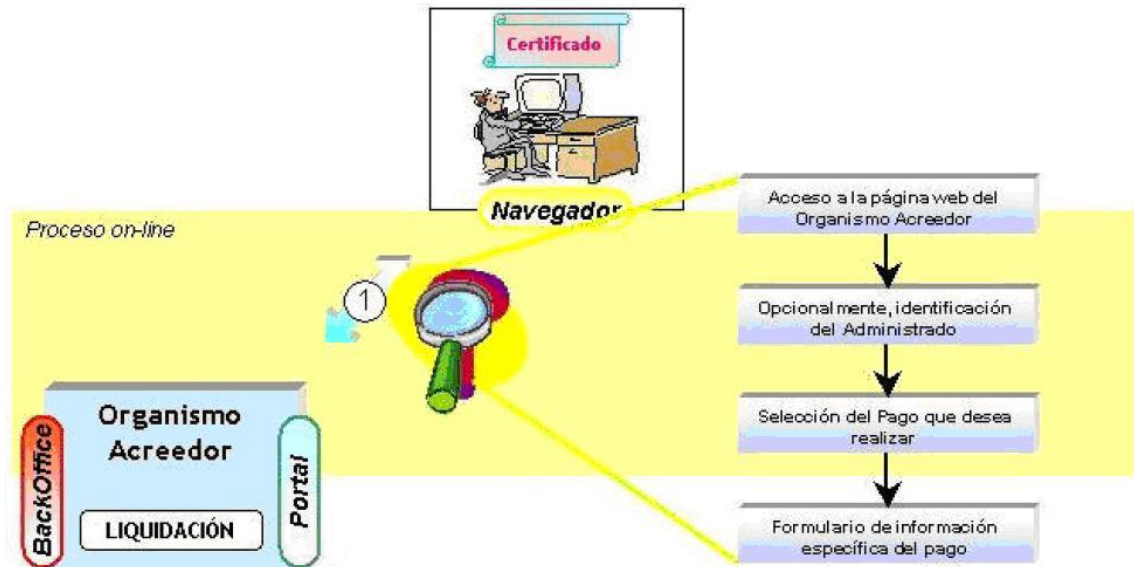 Certificado
Navegador
Proceso on-line
1
Acceso a la página web del
Organismo Acreedor
Opcionalmente, identificación
del Administrado
Selección del Pago que desea
realizar
Formulario de información
específica del pago
BackOffice
Organismo
Acreedor
LIQUIDACIÓN
Portal